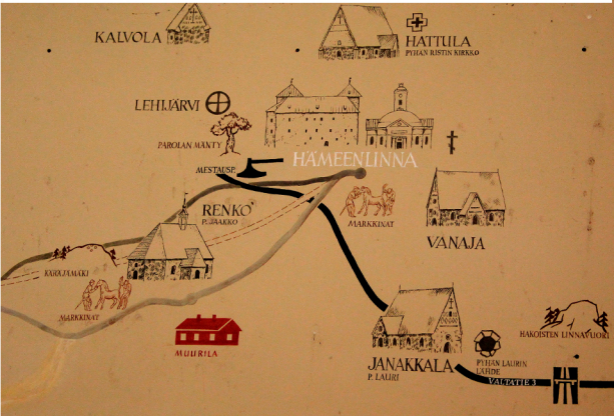 KALVOLA
HATTULA
PYHÄN RISTIN KIRKKO
LEHIJÄRVI
PAROLAN MÄNTY
HÄMEENLINNA
MESTAUSP.
RENKO
P. JAAKKO
MARKKINAT
VANAJA
KÄRÄJÄMÄKI
MARKKINAT
MUURILA
HAKOISTEN LINNAVUORI
JANAKKALA
P. LAURI
PYHÄN LAURIN
LÄHDE
VALTATIE 3